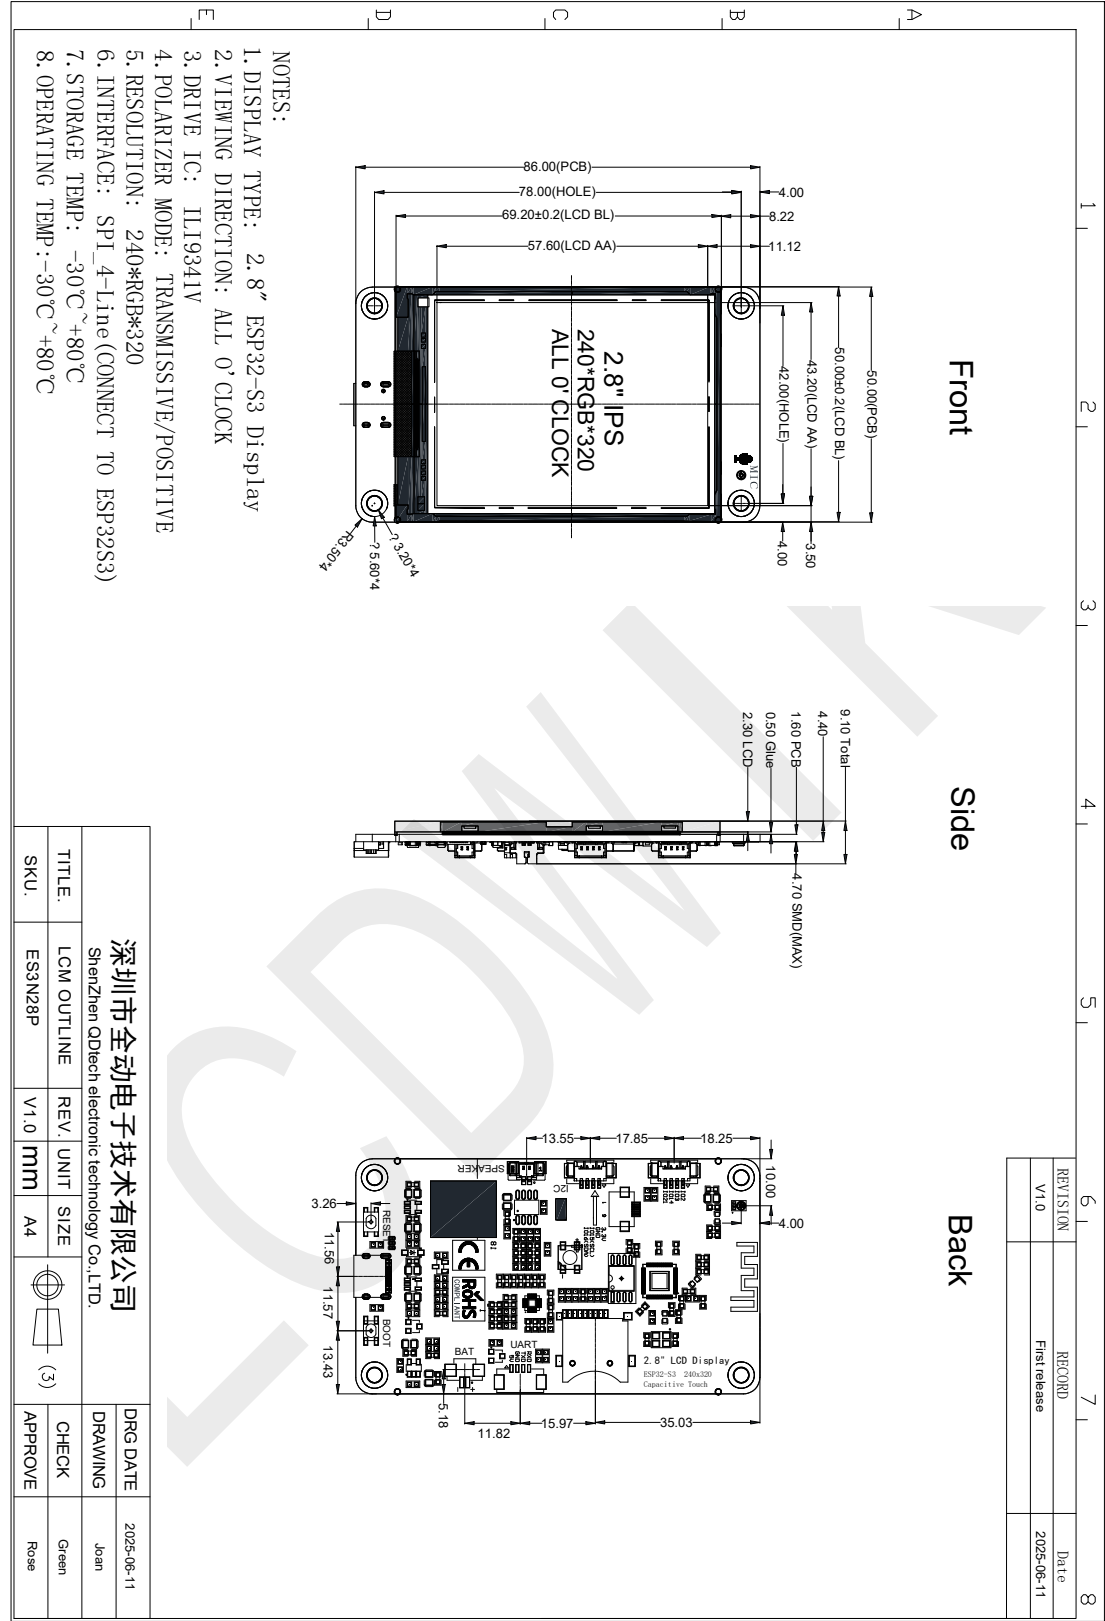 1
2
3
4
5
6
7
8
A
B
C
D
E
Front
Side
Back
REVISION
RECORD
Date
V1.0
First release
2025-06-11
86.00(PCB)
78.00(HOLE)
4.00
69.20±0.2(LCD BL)
8.22
57.60(LCD AA)
11.12
50.00(PCB)
50.00±0.2(LCD BL)
43.20(LCD AA)
42.00(HOLE)
3.50
4.00
MIC
2.8" IPS
240*RGB*320
ALL 0' CLOCK
? 3.20*4
? 5.60*4
R3.50*4
9.10 Total
4.40
1.60 PCB
0.50 Glue
2.30 LCD
4.70 SMD(MAX)
13.55
17.85
18.25
10.00
4.00
3.26
11.56
11.57
13.43
5.18
11.82
15.97
35.03
SPEAKER
I2C
RESET
BOOT
CE
RoHS
COMPLIANT
BAT
UART
2.8" LCD Display
ESP32-S3 240x320
Capacitive Touch
NOTES:
1. DISPLAY TYPE: 2.8" ESP32-S3 Display
2. VIEWING DIRECTION: ALL O'CLOCK
3. DRIVE IC: ILI9341V
4. POLARIZER MODE: TRANSMISSIVE/POSITIVE
5. RESOLUTION: 240*RGB*320
6. INTERFACE: SPI_4-Line(CONNECT TO ESP32S3)
7. STORAGE TEMP: -30℃~+80℃
8. OPERATING TEMP:-30℃~+80℃
深圳市全动电子技术有限公司
ShenZhen QDtech electronic technology Co.,LTD.
TITLE. LCM OUTLINE REV. UNIT SIZE
SKU. ES3N28P V1.0 mm A4
(3)
DRG DATE 2025-06-11
DRAWING Joan
CHECK Green
APPROVE Rose
LCDWIK